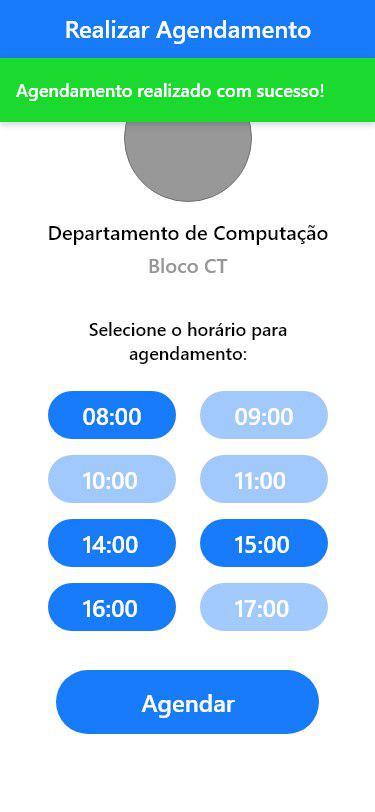 Realizar Agendamento
Agendamento realizado com sucesso!
Departamento de Computação
Bloco CT
Selecione o horário para
agendamento:
08:00 09:00
10:00 11:00
14:00 15:00
16:00 17:00
Agendar